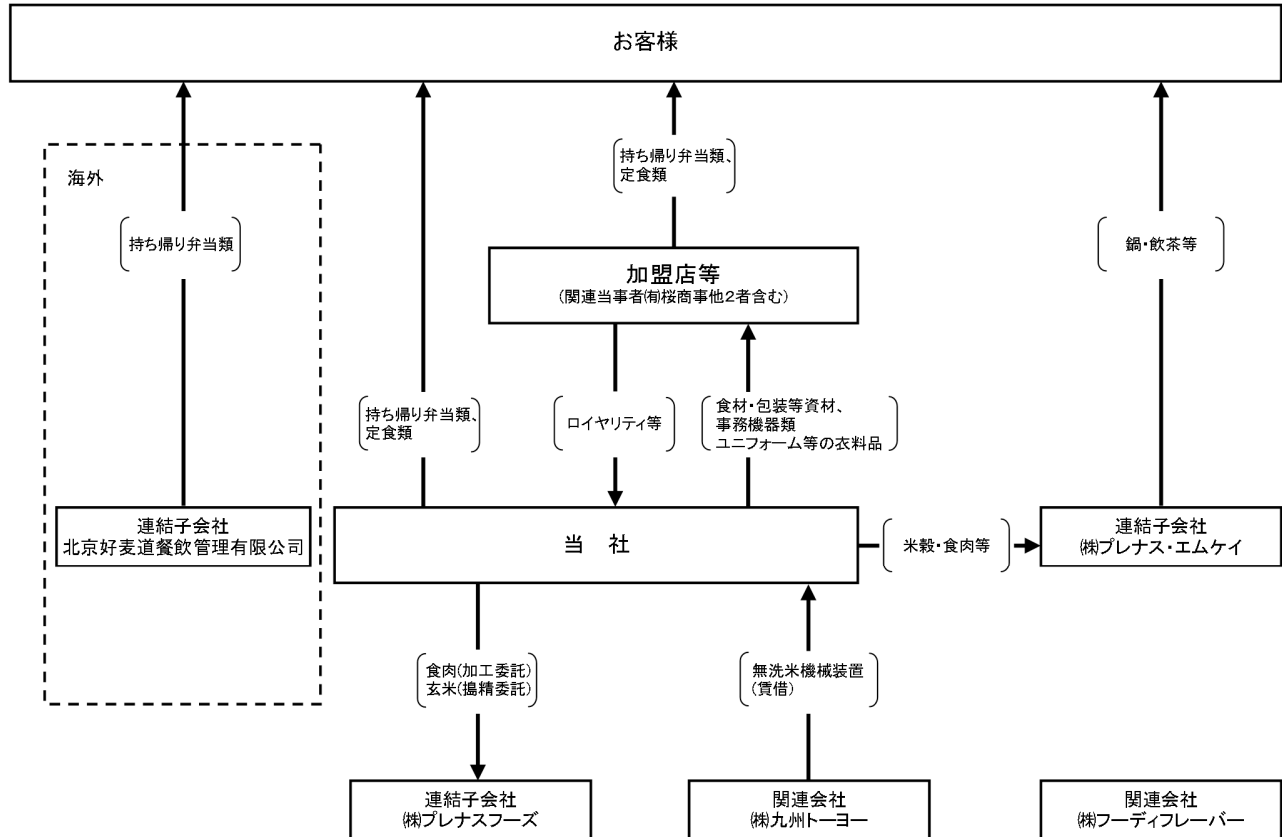 お客様
海外
持ち帰り弁当類
持ち帰り弁当類、
定食類
鍋・飲茶等
加盟店等
(関連当事者㈲桜商事他2者含む)
持ち帰り弁当類、
定食類
ロイヤリティ等
食材・包装等資材、
事務機器類
ユニフォーム等の衣料品
連結子会社
北京好麦道餐飲管理有限公司
当 社
米穀・食肉等
連結子会社
㈱プレナス・エムケイ
食肉(加工委託)
玄米(搗精委託)
無洗米機械装置
(賃借)
連結子会社
㈱プレナスフーズ
関連会社
㈱九州トーヨー
関連会社
㈱フーディフレーバー